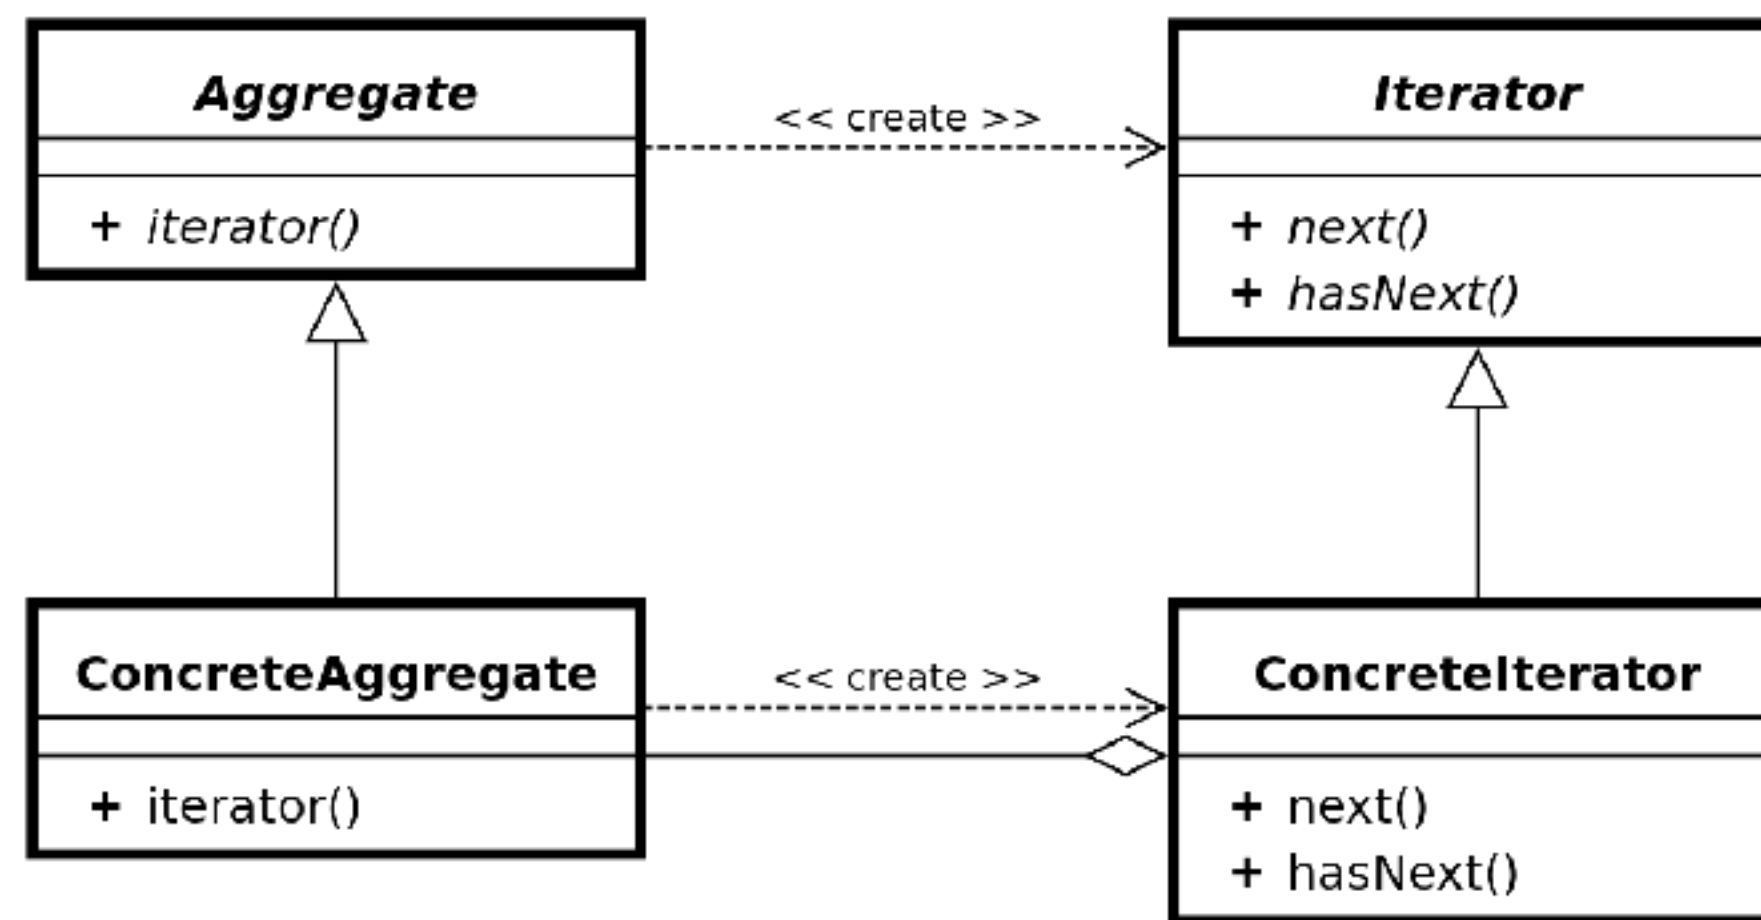 Aggregate
<< create >>
Iterator
+ iterator()
+ next()
+ hasNext()
ConcreteAggregate
<< create >>
ConcreteIterator
+ iterator()
+ next()
+ hasNext()